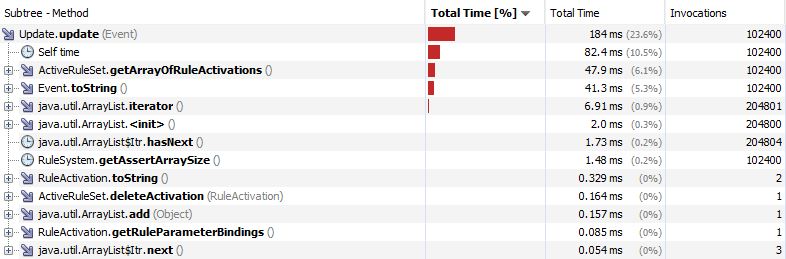 Subtree - Method Total Time [%] Total Time Invocations
Update.update (Event) 184 ms (23.6%) 102400
Self time 82.4 ms (10.5%) 102400
ActiveRuleSet.getArrayOfRuleActivations () 47.9 ms (6.1%) 102400
Event.toString () 41.3 ms (5.3%) 102400
java.util.ArrayList.iterator () 6.91 ms (0.9%) 204801
java.util.ArrayList.<init> () 2.0 ms (0.3%) 204800
java.util.ArrayList$Itr.hasNext () 1.73 ms (0.2%) 204804
RuleSystem.getAssertArraySize () 1.48 ms (0.2%) 102400
RuleActivation.toString () 0.329 ms (0%) 2
ActiveRuleSet.deleteActivation (RuleActivation) 0.164 ms (0%) 1
java.util.ArrayList.add (Object) 0.157 ms (0%) 1
RuleActivation.getRuleParameterBindings () 0.085 ms (0%) 1
java.util.ArrayList$Itr.next () 0.054 ms (0%) 3